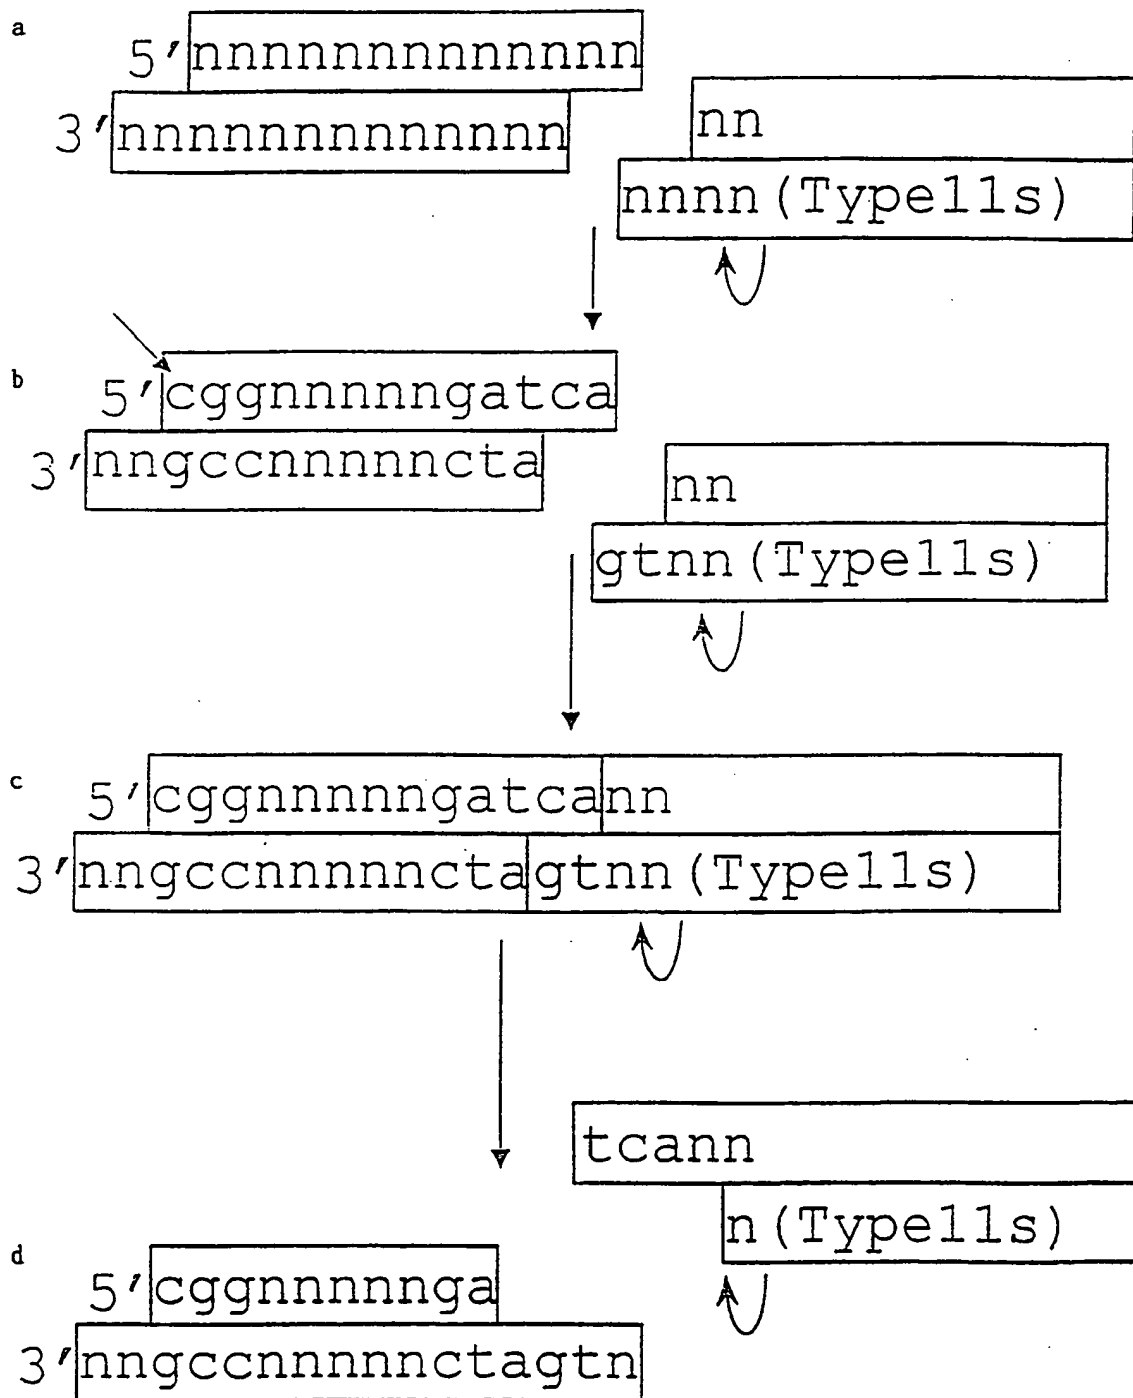 a
5'nnnnnnnnnnnnn
3'nnnnnnnnnnnnn
nn
nnnn(Type11s)
b
5'cggnnnnngatca
3'nngccnnnnncta
nn
gtnn(Type11s)
c
5'cggnnnnngatcann
3'nngccnnnnnctagtnn(Type11s)
tcann
n(Type11s)
d
5'cggnnnnnga
3'nngccnnnnnctagtn